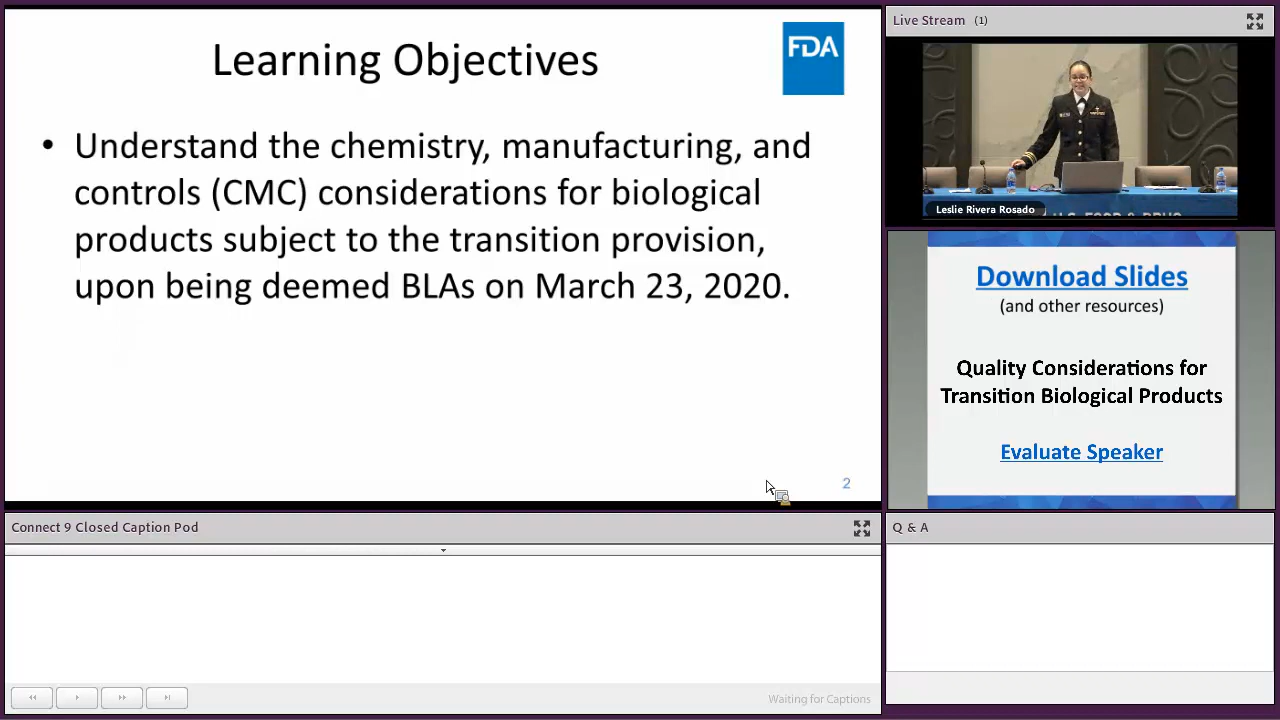 Learning Objectives
FDA
• Understand the chemistry, manufacturing, and
controls (CMC) considerations for biological
products subject to the transition provision,
upon being deemed BLAs on March 23, 2020.
2
Live Stream (1)
Leslie Rivera Rosado
U.S. FOOD & DRUG
Download Slides
(and other resources)
Quality Considerations for
Transition Biological Products
Evaluate Speaker
Connect 9 Closed Caption Pod
Waiting for Captions
Q & A